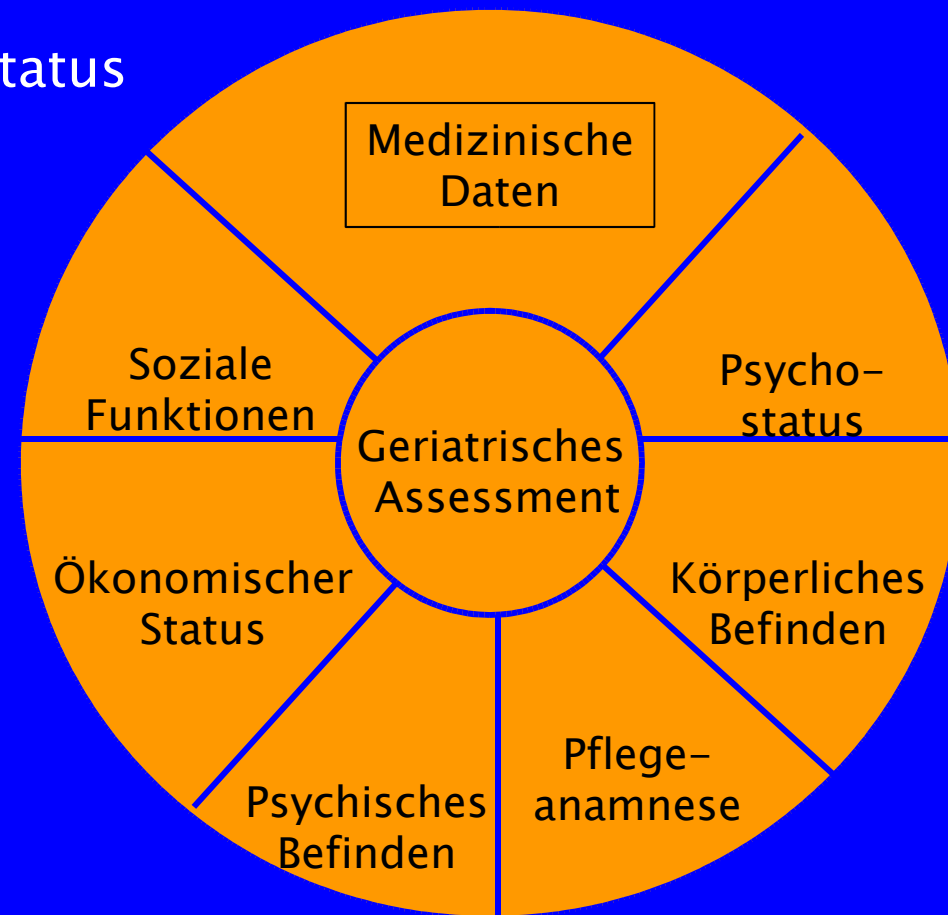 tatus
Medizinische
Daten
Soziale
Funktionen
Psycho-
status
Geriatrisches
Assessment
Ökonomischer
Status
Körperliches
Befinden
Pflege-
anamnese
Psychisches
Befinden